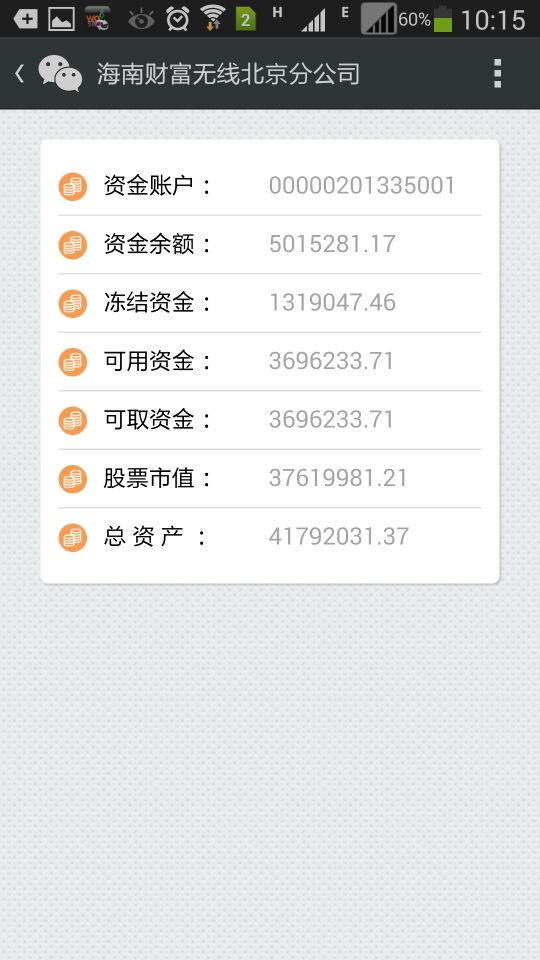 2 H E 60% 10:15
海南财富无线北京分公司
资金账户： 00000201335001
资金余额： 5015281.17
冻结资金： 1319047.46
可用资金： 3696233.71
可取资金： 3696233.71
股票市值： 37619981.21
总 资 产 ： 41792031.37